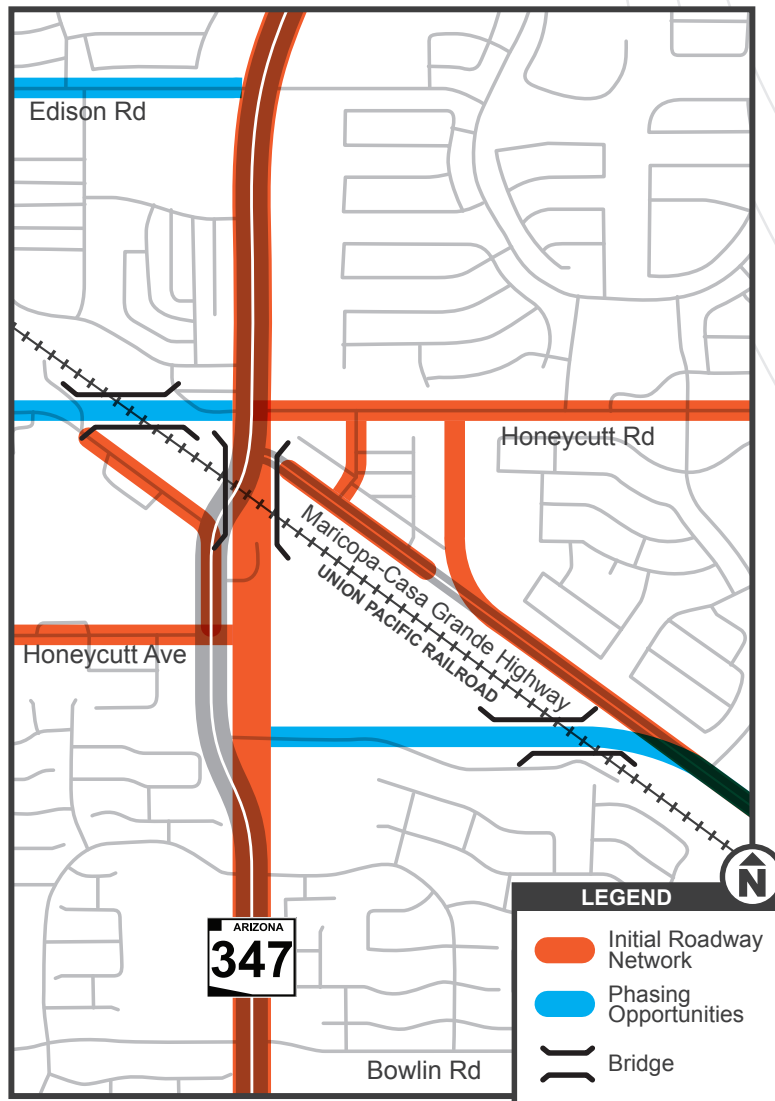 Edison Rd
Honeycutt Rd
Maricopa-Casa Grande Highway
UNION PACIFIC RAILROAD
Honeycutt Ave
ARIZONA
347
Bowlin Rd
N
LEGEND
Initial Roadway
Network
Phasing
Opportunities
Bridge